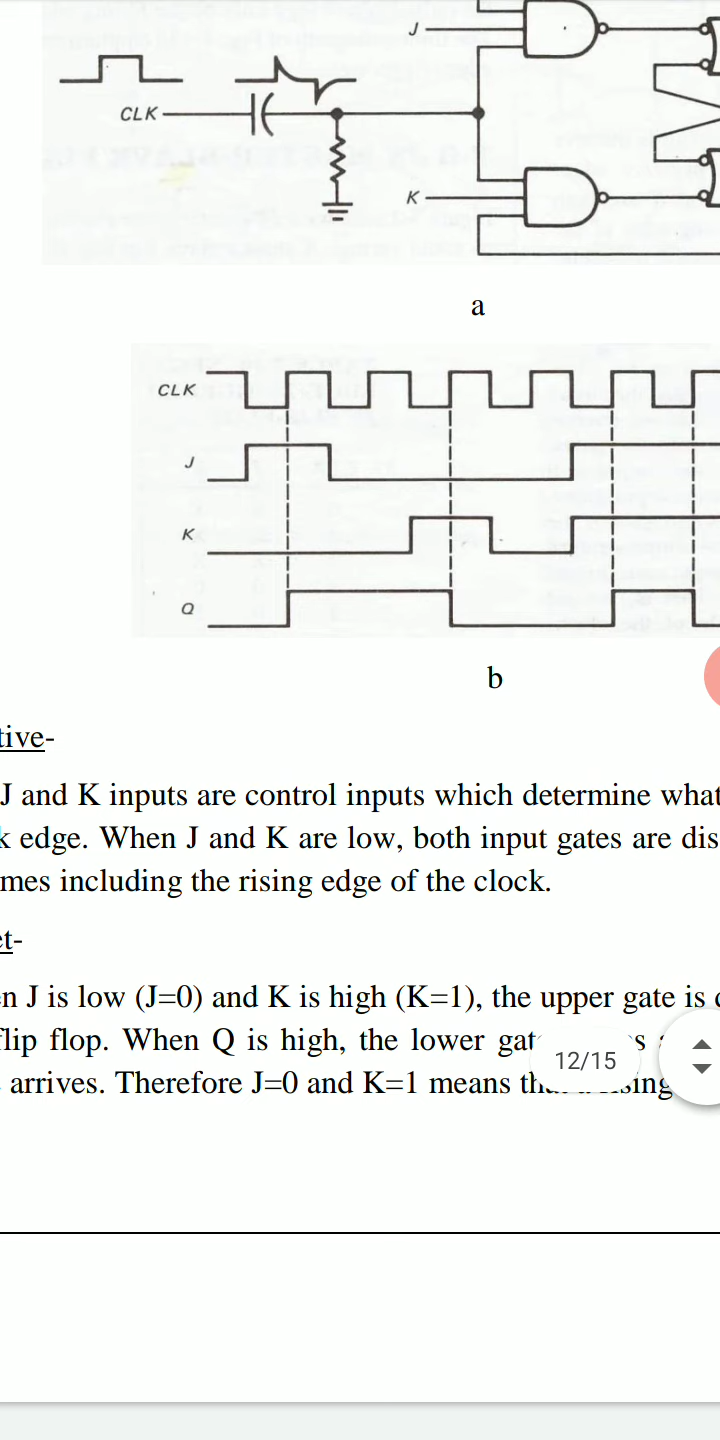 J
CLK
K
a
CLK
J
K
Q
b
tive-
J and K inputs are control inputs which determine what
k edge. When J and K are low, both input gates are dis
mes including the rising edge of the clock.
et-
n J is low (J=0) and K is high (K=1), the upper gate is
flip flop. When Q is high, the lower gat
12/15
arrives. Therefore J=0 and K=1 means